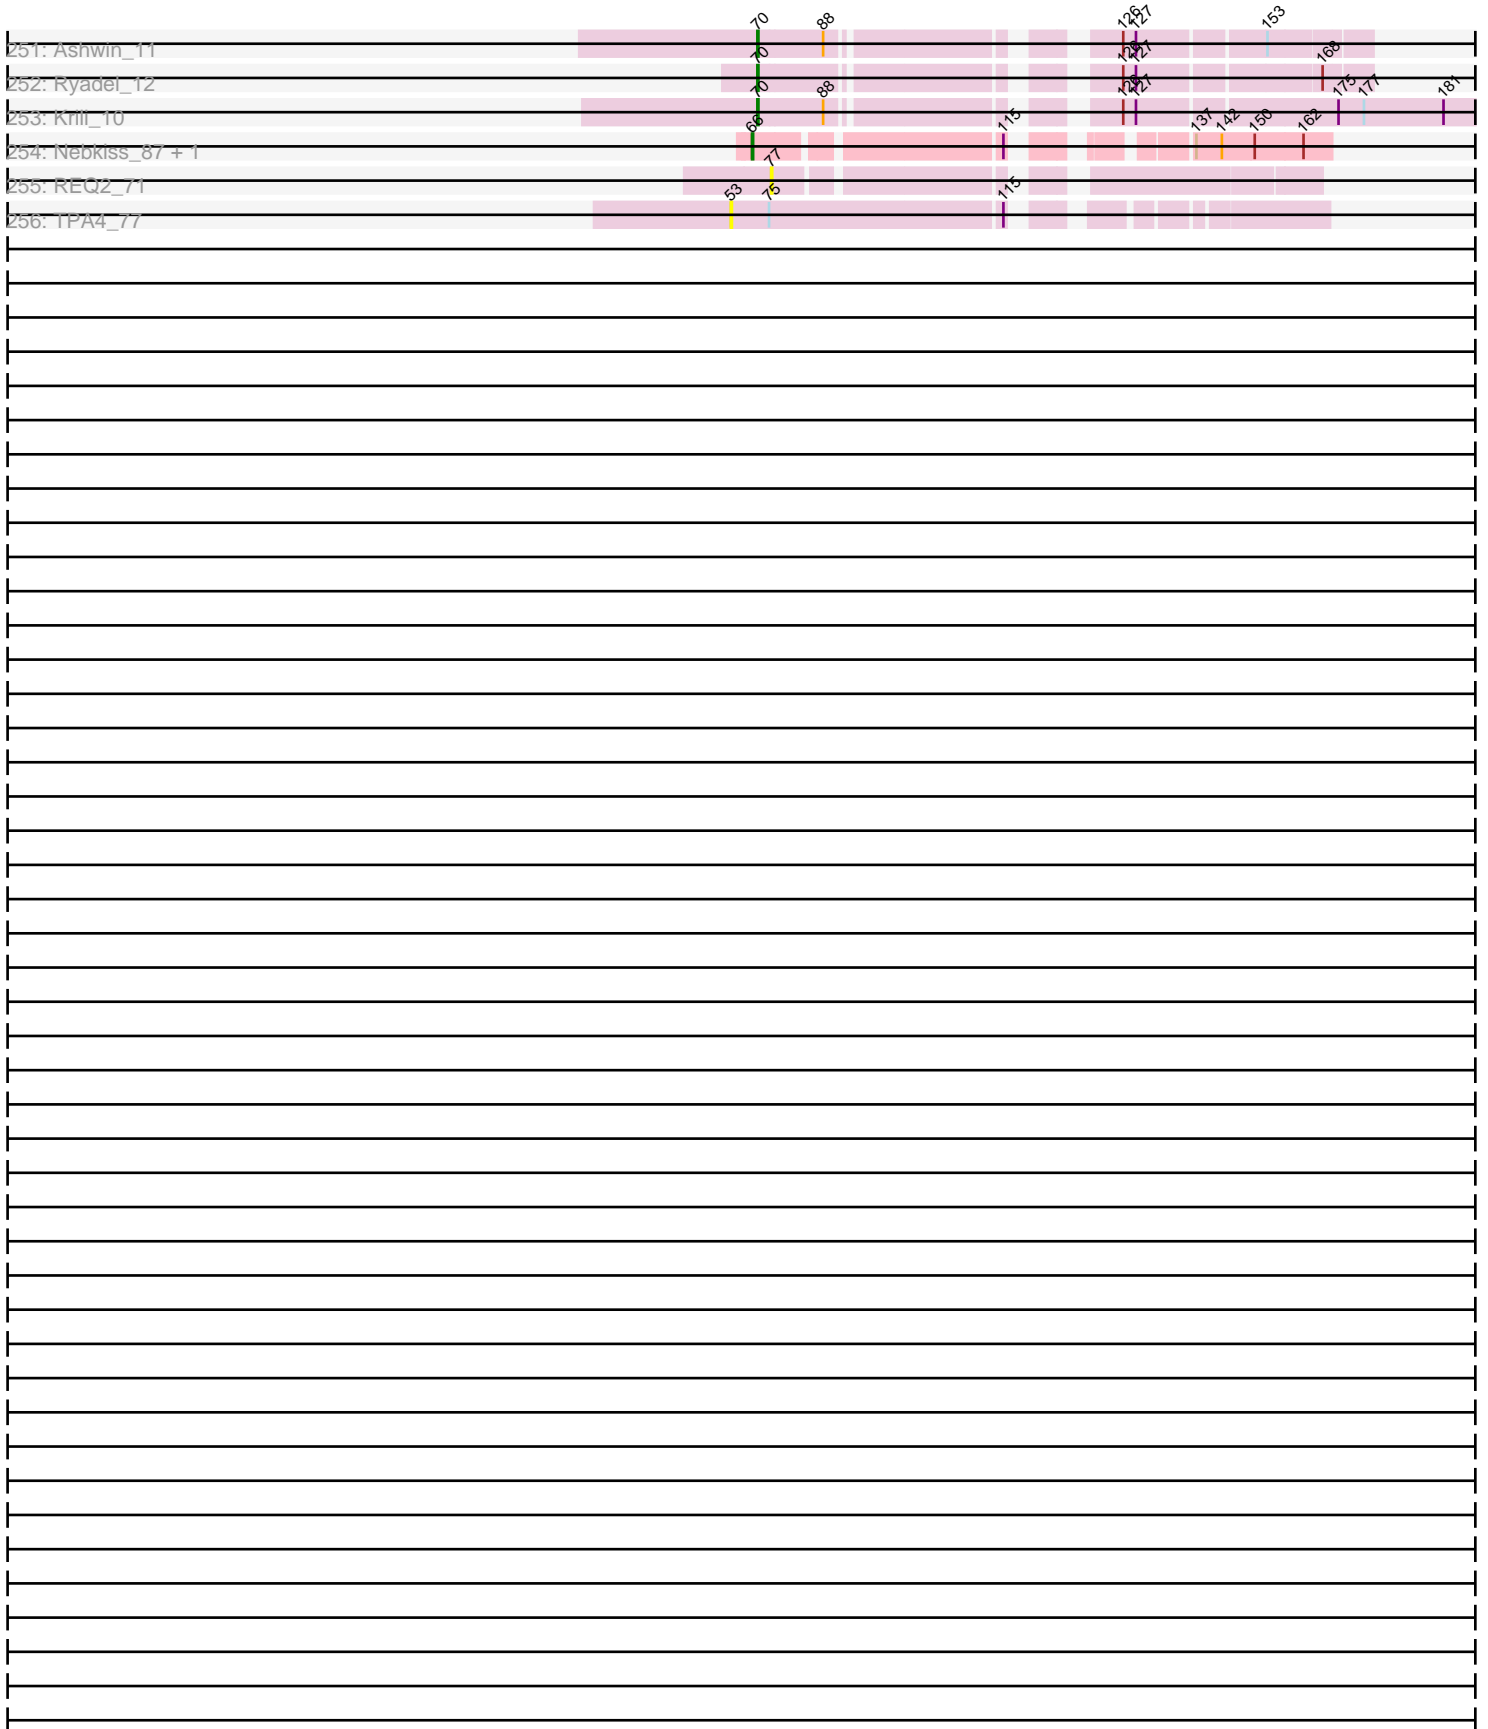 70 88 126 127 153
251: Ashwin_11
70 126 127 168
252: Ryadel_12
70 88 126 127 175 177 181
253: Krili_10
66 115 137 142 150 162
254: Nebkiss_87 + 1
77
255: REQ2_71
53 75 115
256: TPA4_77